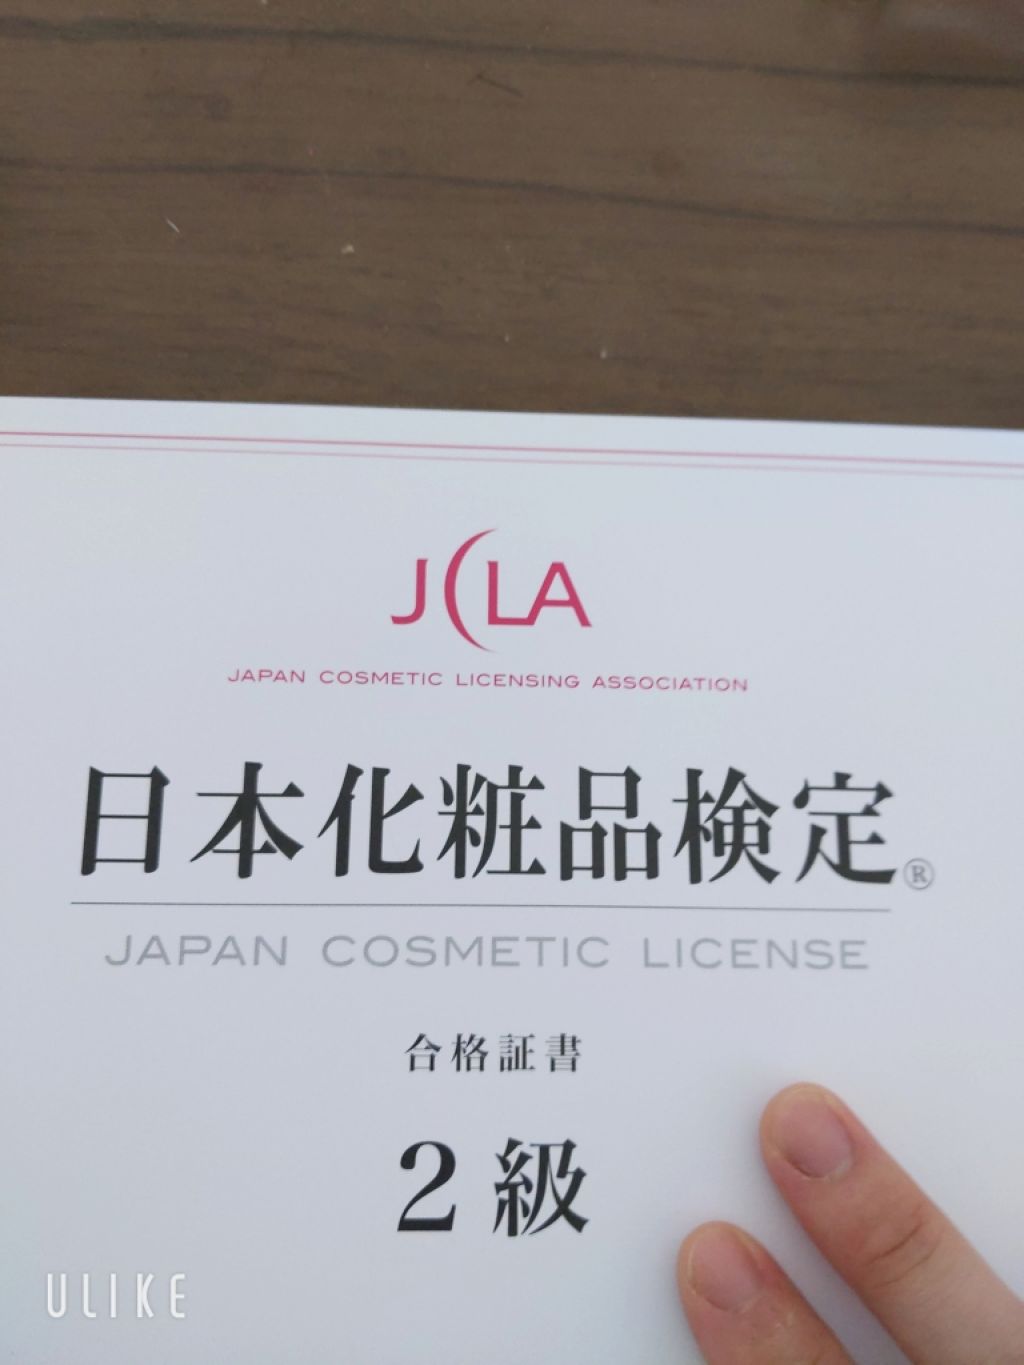 JCLA
JAPAN COSMETIC LICENSING ASSOCIATION
日本化粧品検定®
JAPAN COSMETIC LICENSE
合格証書
2級
ULIKE